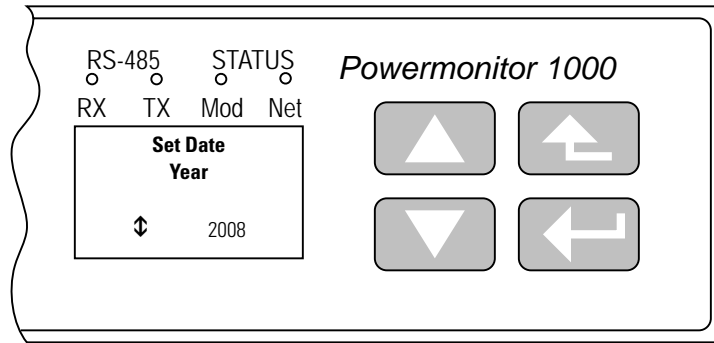 RS-485 STATUS
Powermonitor 1000
RX TX Mod Net
Set Date
Year
2008